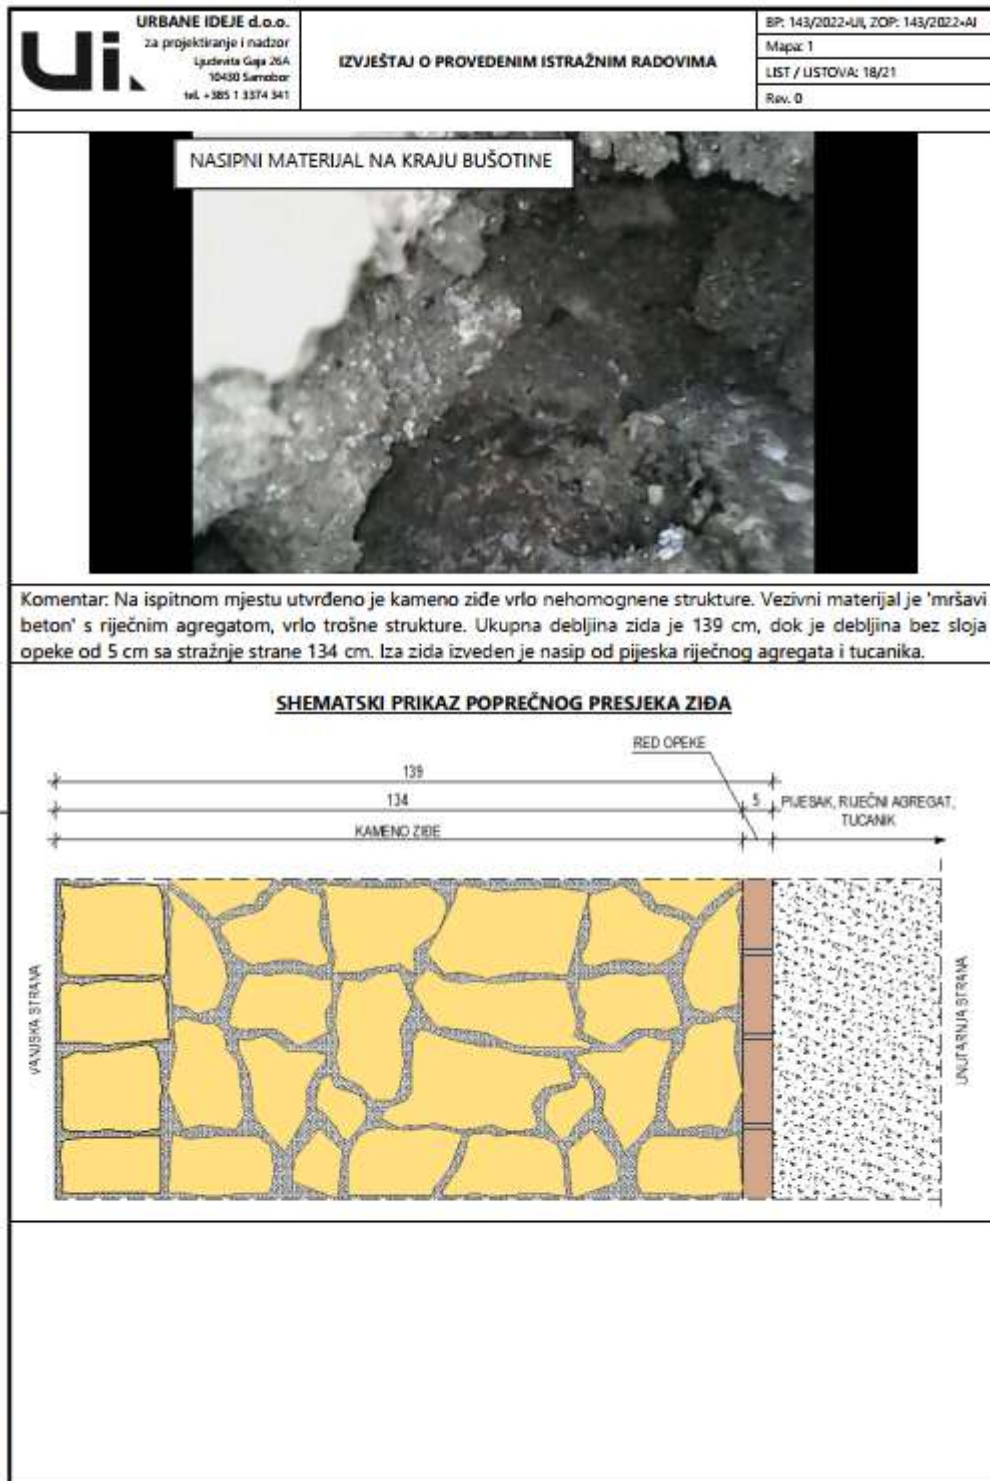 URBANE IDEJE d.o.o.
za projektiranje i nadzor
Ljudevita Gaja 26A
10430 Samobor
tel. +385 1 3374 341
Ui.
IZVJEŠTAJ O PROVEDENIM ISTRAŽNIM RADOVIMA
BP: 143/2022-UI, ZOP: 143/2022-AI
Mapa: 1
LIST / LISTOVA: 18/21
Rev. 0
NASIPNI MATERIJAL NA KRAJU BUŠOTINE
Komentar: Na ispitnom mjestu utvrđeno je kameno ziđe vrlo nehomognene strukture. Vezivni materijal je 'mršavi
beton' s riječnim agregatom, vrlo trošne strukture. Ukupna debljina zida je 139 cm, dok je debljina bez sloja
opeke od 5 cm sa stražnje strane 134 cm. Iza zida izveden je nasip od pijeska riječnog agregata i tucanika.
SHEMATSKI PRIKAZ POPREČNOG PRESJEKA ZIĐA
RED OPEKE
139
134
5
PIJESAK, RIJEČNI AGREGAT,
TUCANIK
KAMENO ZIĐE
VANJSKA STRANA
UNUTARNJA STRANA